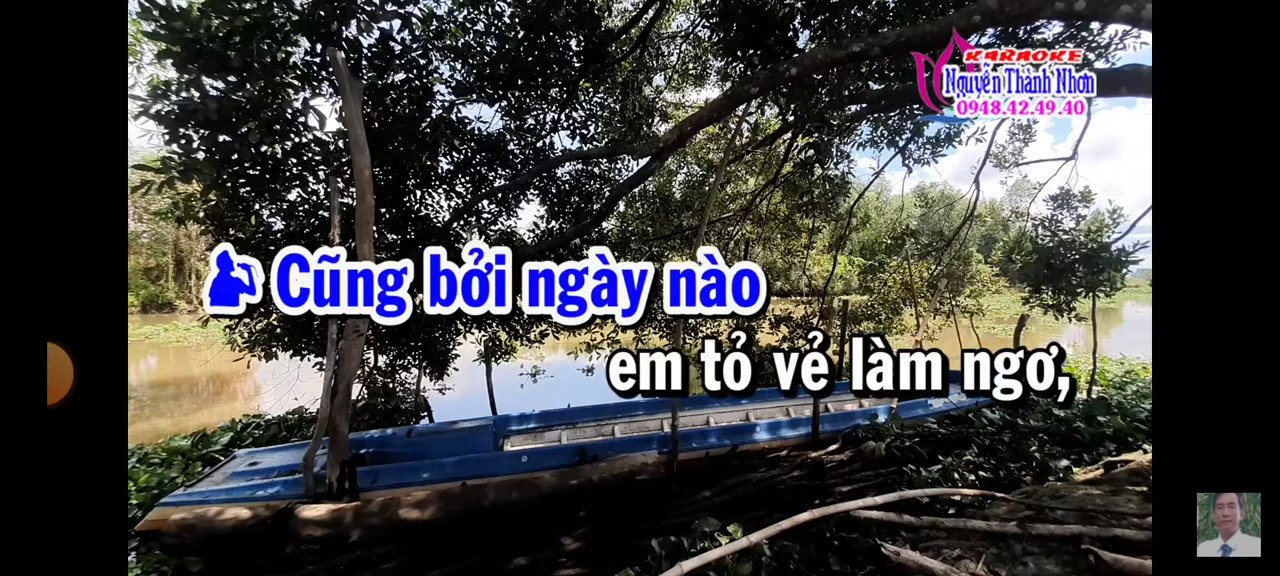 KARAOKE
Nguyễn Thành Nhơn
0948.42.49.40
Cũng bởi ngày nào
em tỏ vẻ làm ngơ,